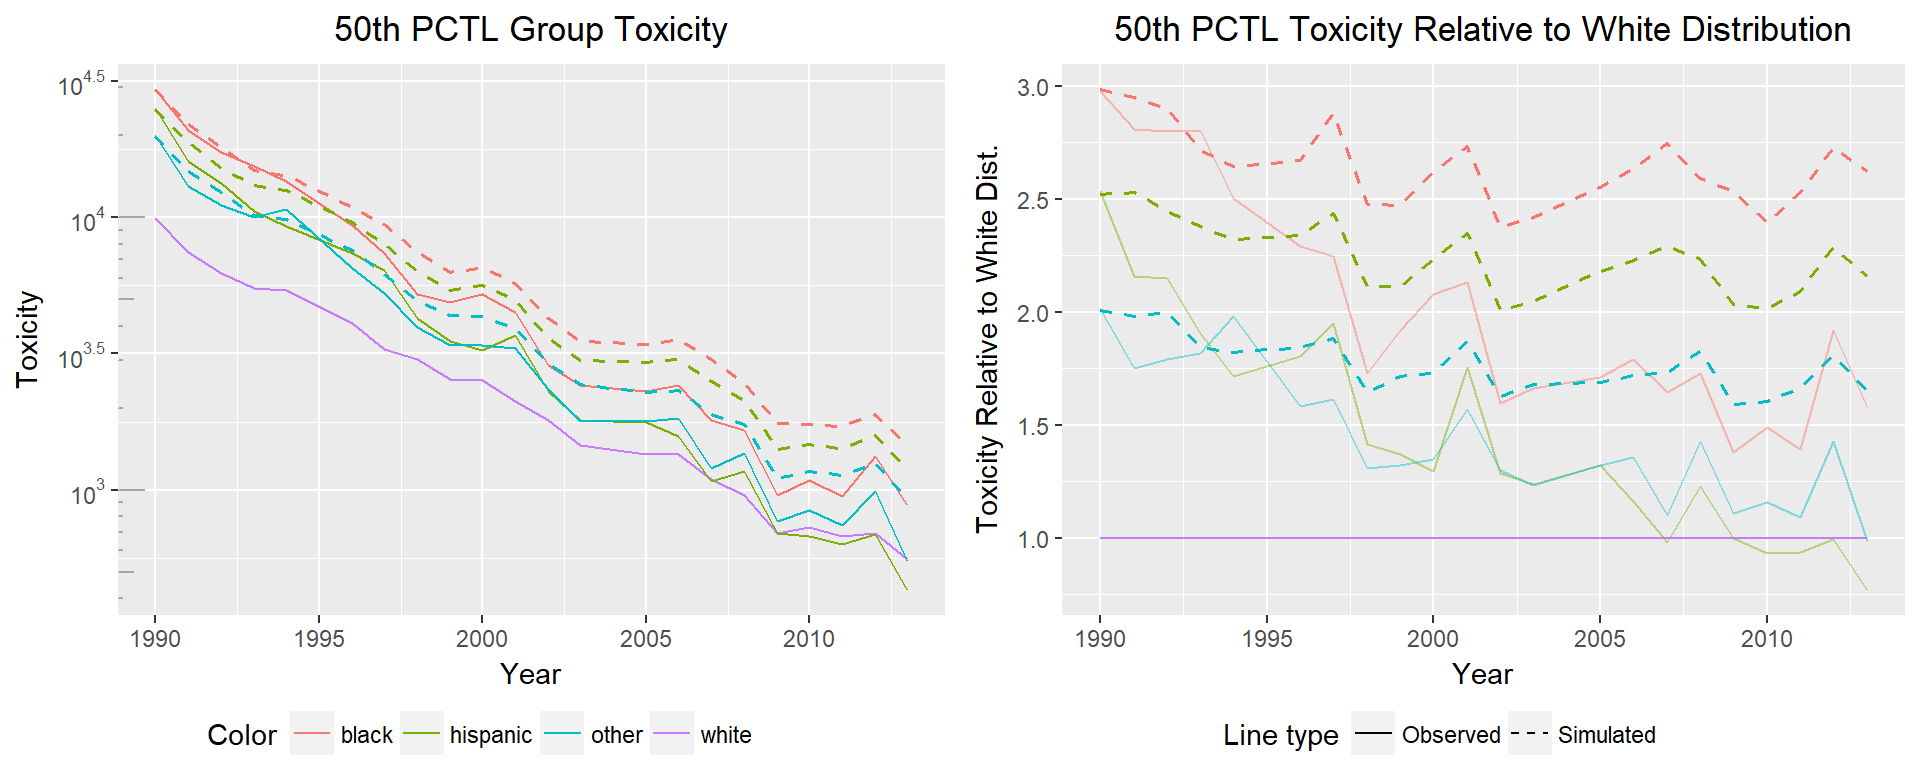 50th PCTL Group Toxicity
Toxicity
10^4.5
10^4
10^3.5
10^3
1990 1995 2000 2005 2010
Year
Color black hispanic other white
50th PCTL Toxicity Relative to White Distribution
Toxicity Relative to White Dist.
3.0
2.5
2.0
1.5
1.0
1990 1995 2000 2005 2010
Year
Line type Observed Simulated